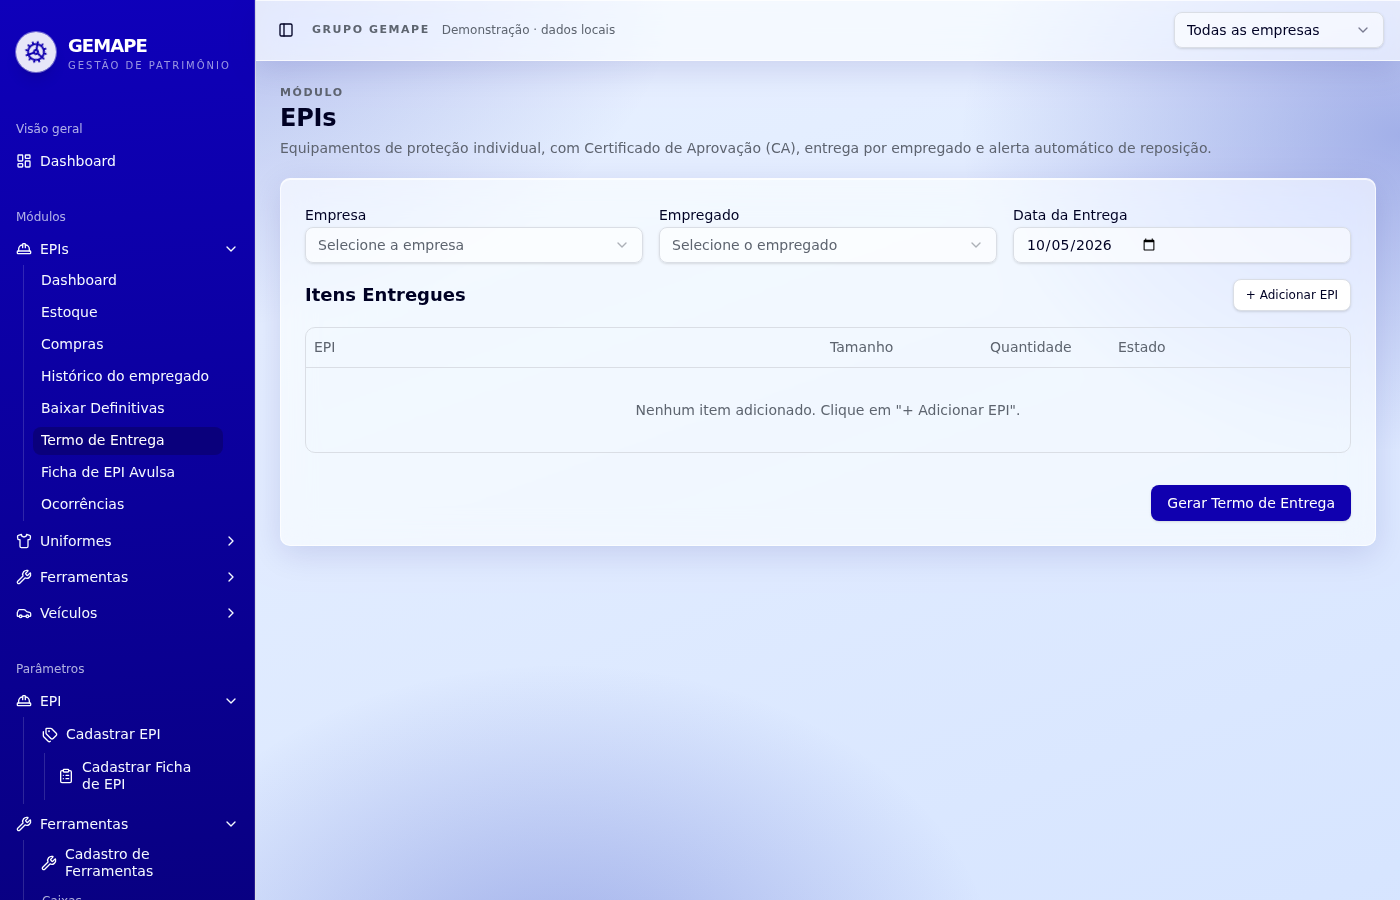 GEMAPE
GESTÃO DE PATRIMÔNIO
Visão geral
Dashboard
Módulos
EPIs
Dashboard
Estoque
Compras
Histórico do empregado
Baixar Definitivas
Termo de Entrega
Ficha de EPI Avulsa
Ocorrências
Uniformes
Ferramentas
Veículos
Parâmetros
EPI
Cadastrar EPI
Cadastrar Ficha
de EPI
Ferramentas
Cadastro de
Ferramentas
Caixas
GRUPO GEMAPE
Demonstração · dados locais
Todas as empresas
MÓDULO
EPIs
Equipamentos de proteção individual, com Certificado de Aprovação (CA), entrega por empregado e alerta automático de reposição.
Empresa
Selecione a empresa
Empregado
Selecione o empregado
Data da Entrega
10/05/2026
Itens Entregues
+ Adicionar EPI
EPI Tamanho Quantidade Estado
Nenhum item adicionado. Clique em "+ Adicionar EPI".
Gerar Termo de Entrega